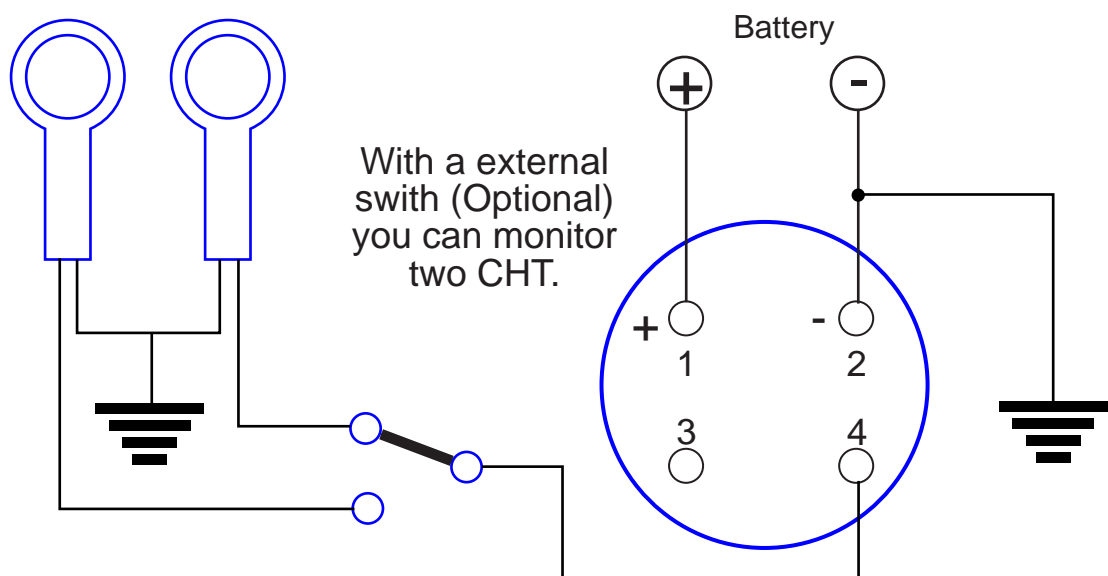 Battery
+ -
With a external
swith (Optional)
you can monitor
two CHT.
+ -
1 2
3 4